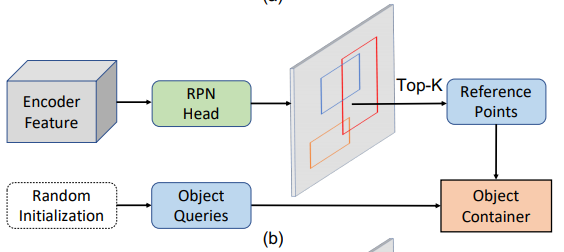 (a)
Encoder
Feature
RPN
Head
Top-K
Reference
Points
Random
Initialization
Object
Queries
Object
Container
(b)